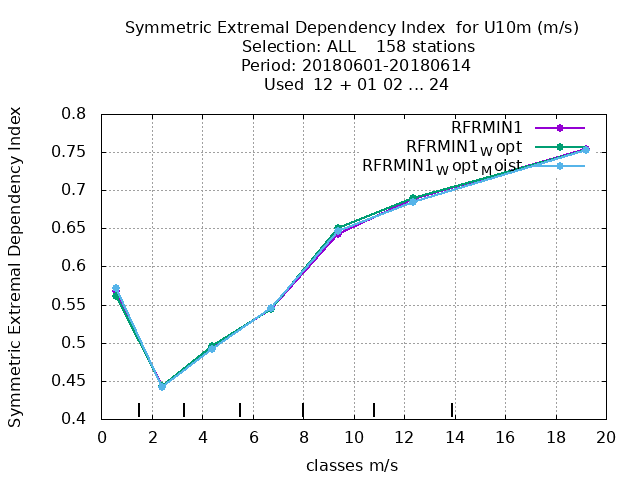 Symmetric Extremal Dependency Index  for U10m (m/s)
Selection: ALL    158 stations
Period: 20180601-20180614
Used  12 + 01 02 ... 24
Symmetric Extremal Dependency Index
0.8
0.75
0.7
0.65
0.6
0.55
0.5
0.45
0.4
RFRMIN1
RFRMIN1WOpt
RFRMIN1WoptMoist
0 2 4 6 8 10 12 14 16 18 20
classes m/s